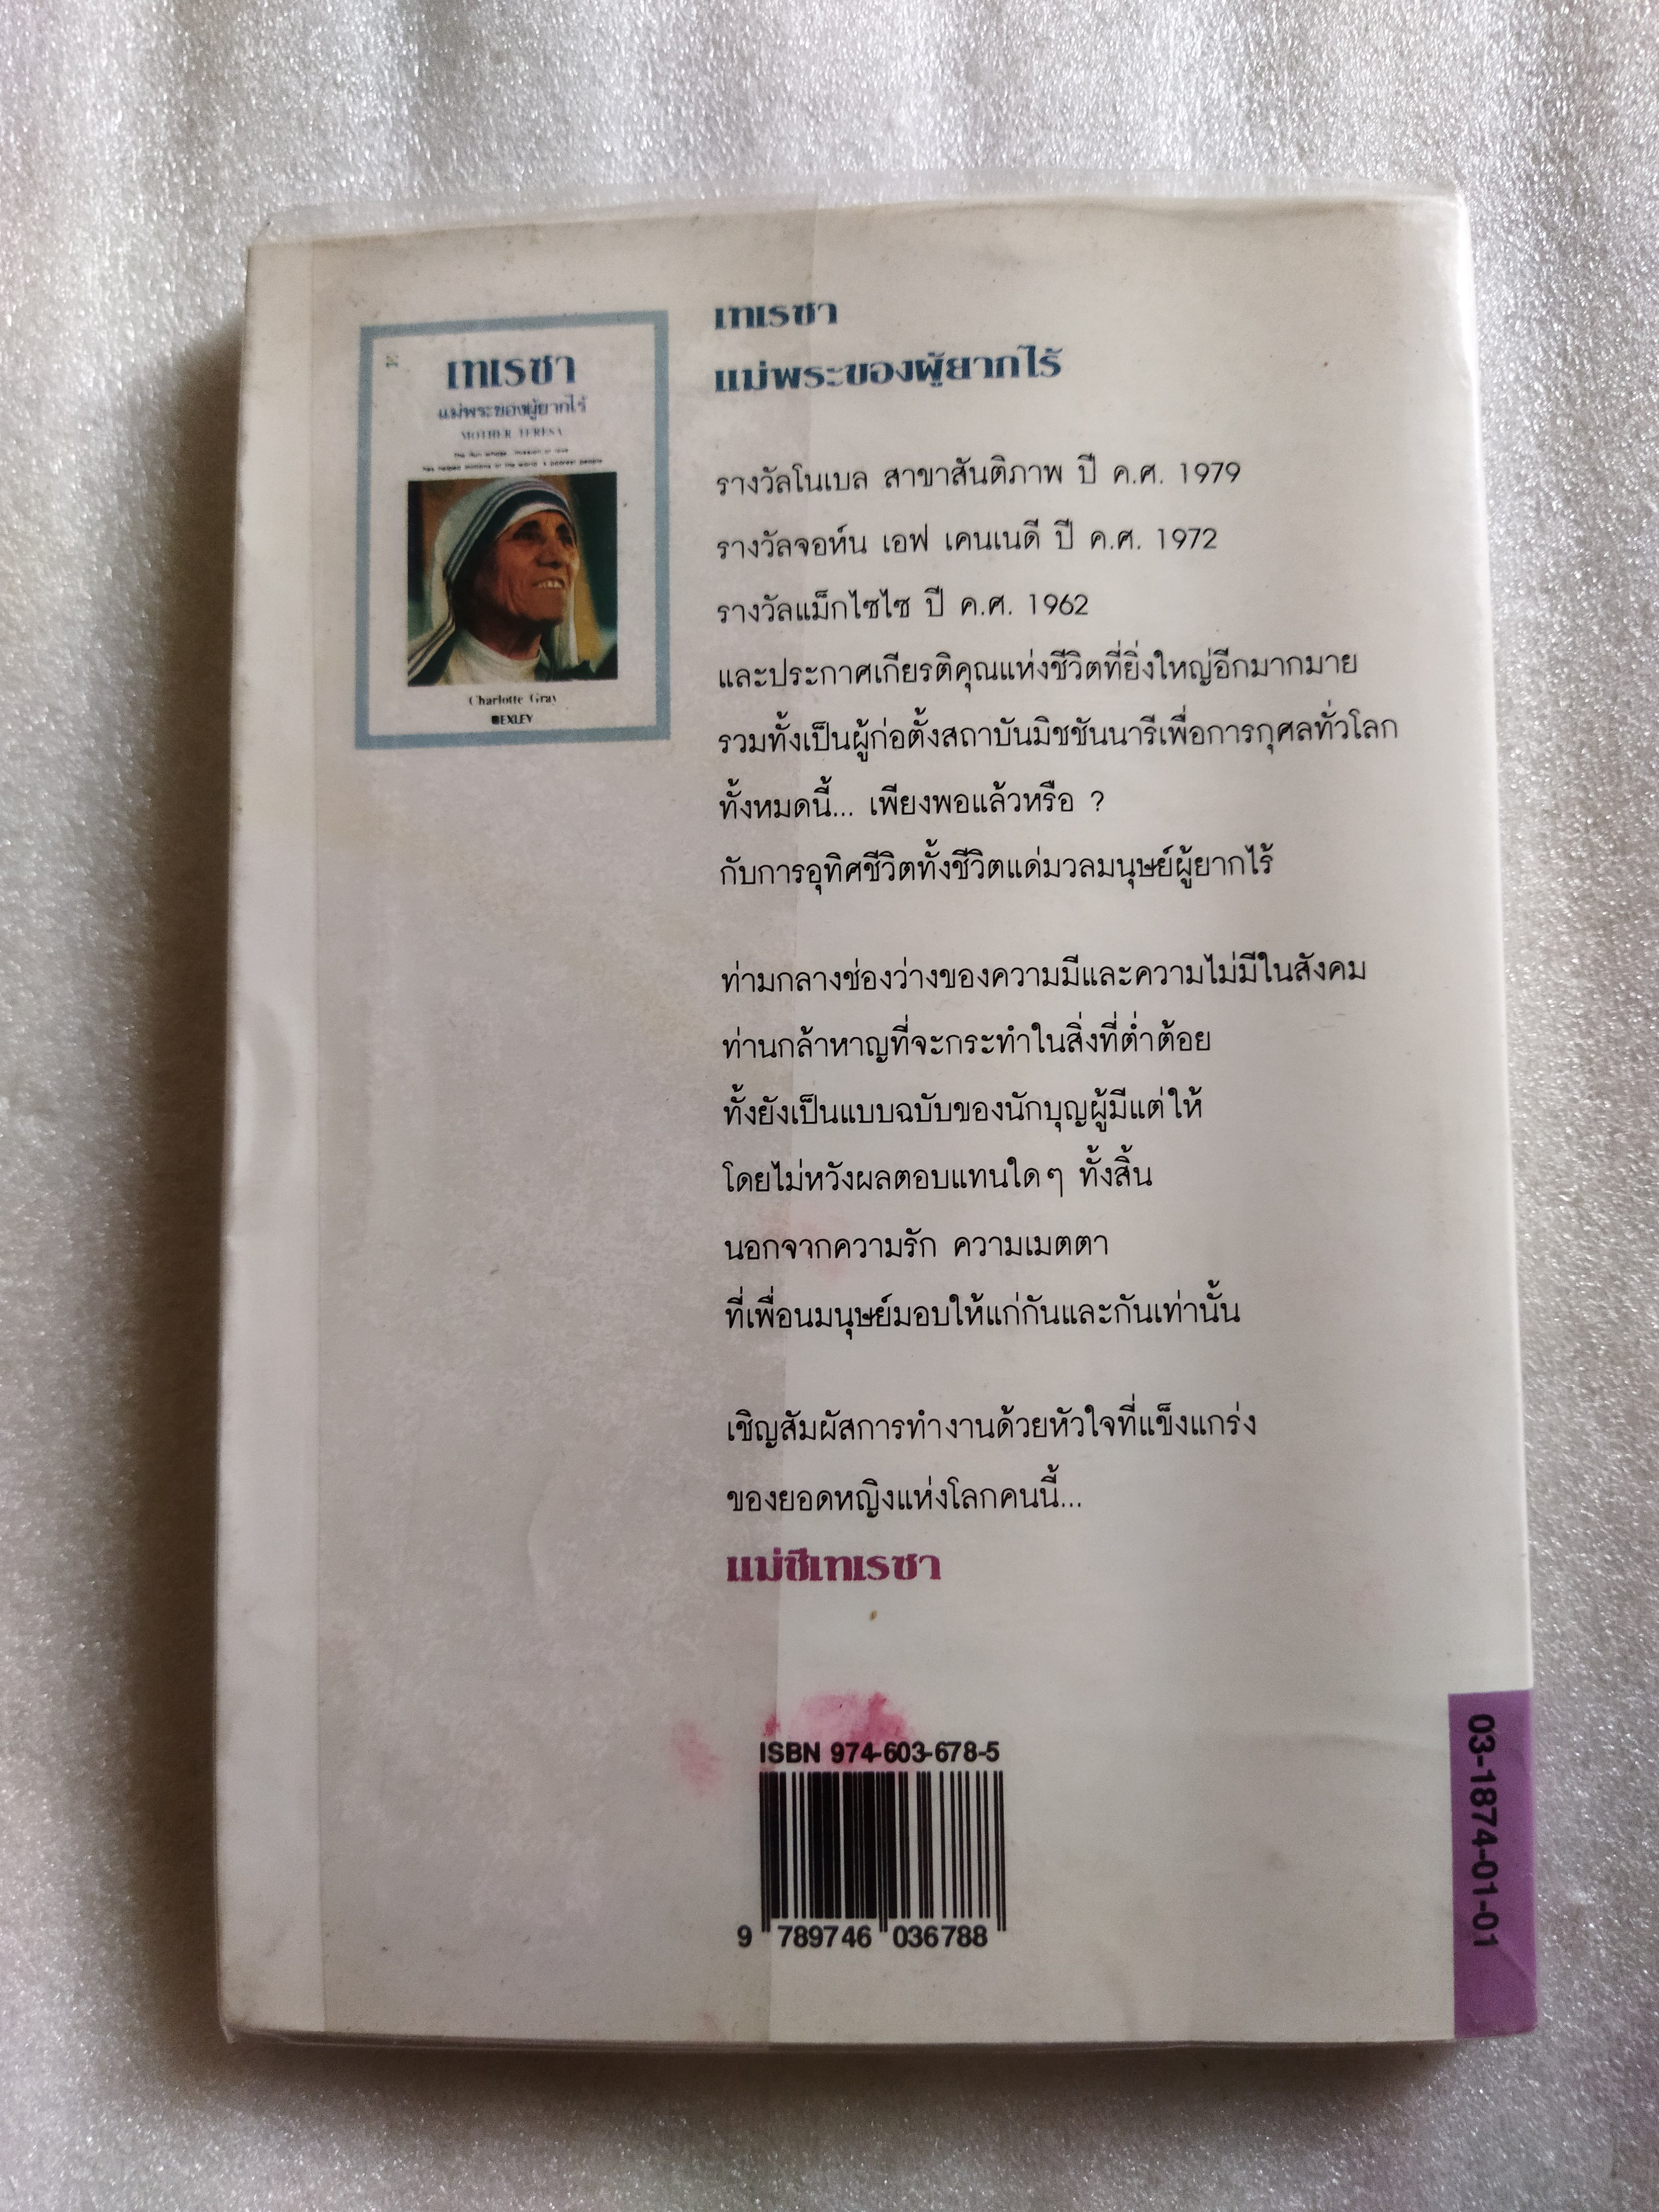 เทเรซา
แม่พระของผู้ยากไร้
MOTHER TERESA
The nun whose mission of love
has helped millions of the world's poorest people
Charlotte Gray
EXLEY
เทเรซา
แม่พระของผู้ยากไร้
รางวัลโนเบล สาขาสันติภาพ ปี ค.ศ. 1979
รางวัลจอห์น เอฟ เคนเนดี ปี ค.ศ. 1972
รางวัลแม็กไซไซ ปี ค.ศ. 1962
และประกาศเกียรติคุณแห่งชีวิตที่ยิ่งใหญ่อีกมากมาย
รวมทั้งเป็นผู้ก่อตั้งสถาบันมิชชันนารีเพื่อการกุศลทั่วโลก
ทั้งหมดนี้... เพียงพอแล้วหรือ ?
กับการอุทิศชีวิตทั้งชีวิตแด่มวลมนุษย์ผู้ยากไร้
ท่ามกลางช่องว่างของความมีและความไม่มีในสังคม
ท่านกล้าหาญที่จะกระทำในสิ่งที่ต่ำต้อย
ทั้งยังเป็นแบบฉบับของนักบุญผู้มีแต่ให้
โดยไม่หวังผลตอบแทนใดๆ ทั้งสิ้น
นอกจากความรัก ความเมตตา
ที่เพื่อนมนุษย์มอบให้แก่กันและกันเท่านั้น
เชิญสัมผัสการทำงานด้วยหัวใจที่แข็งแกร่ง
ของยอดหญิงแห่งโลกคนนี้...
แม่ชีเทเรซา
ISBN 974-603-678-5
9 789746 036788
03-1874-01-01